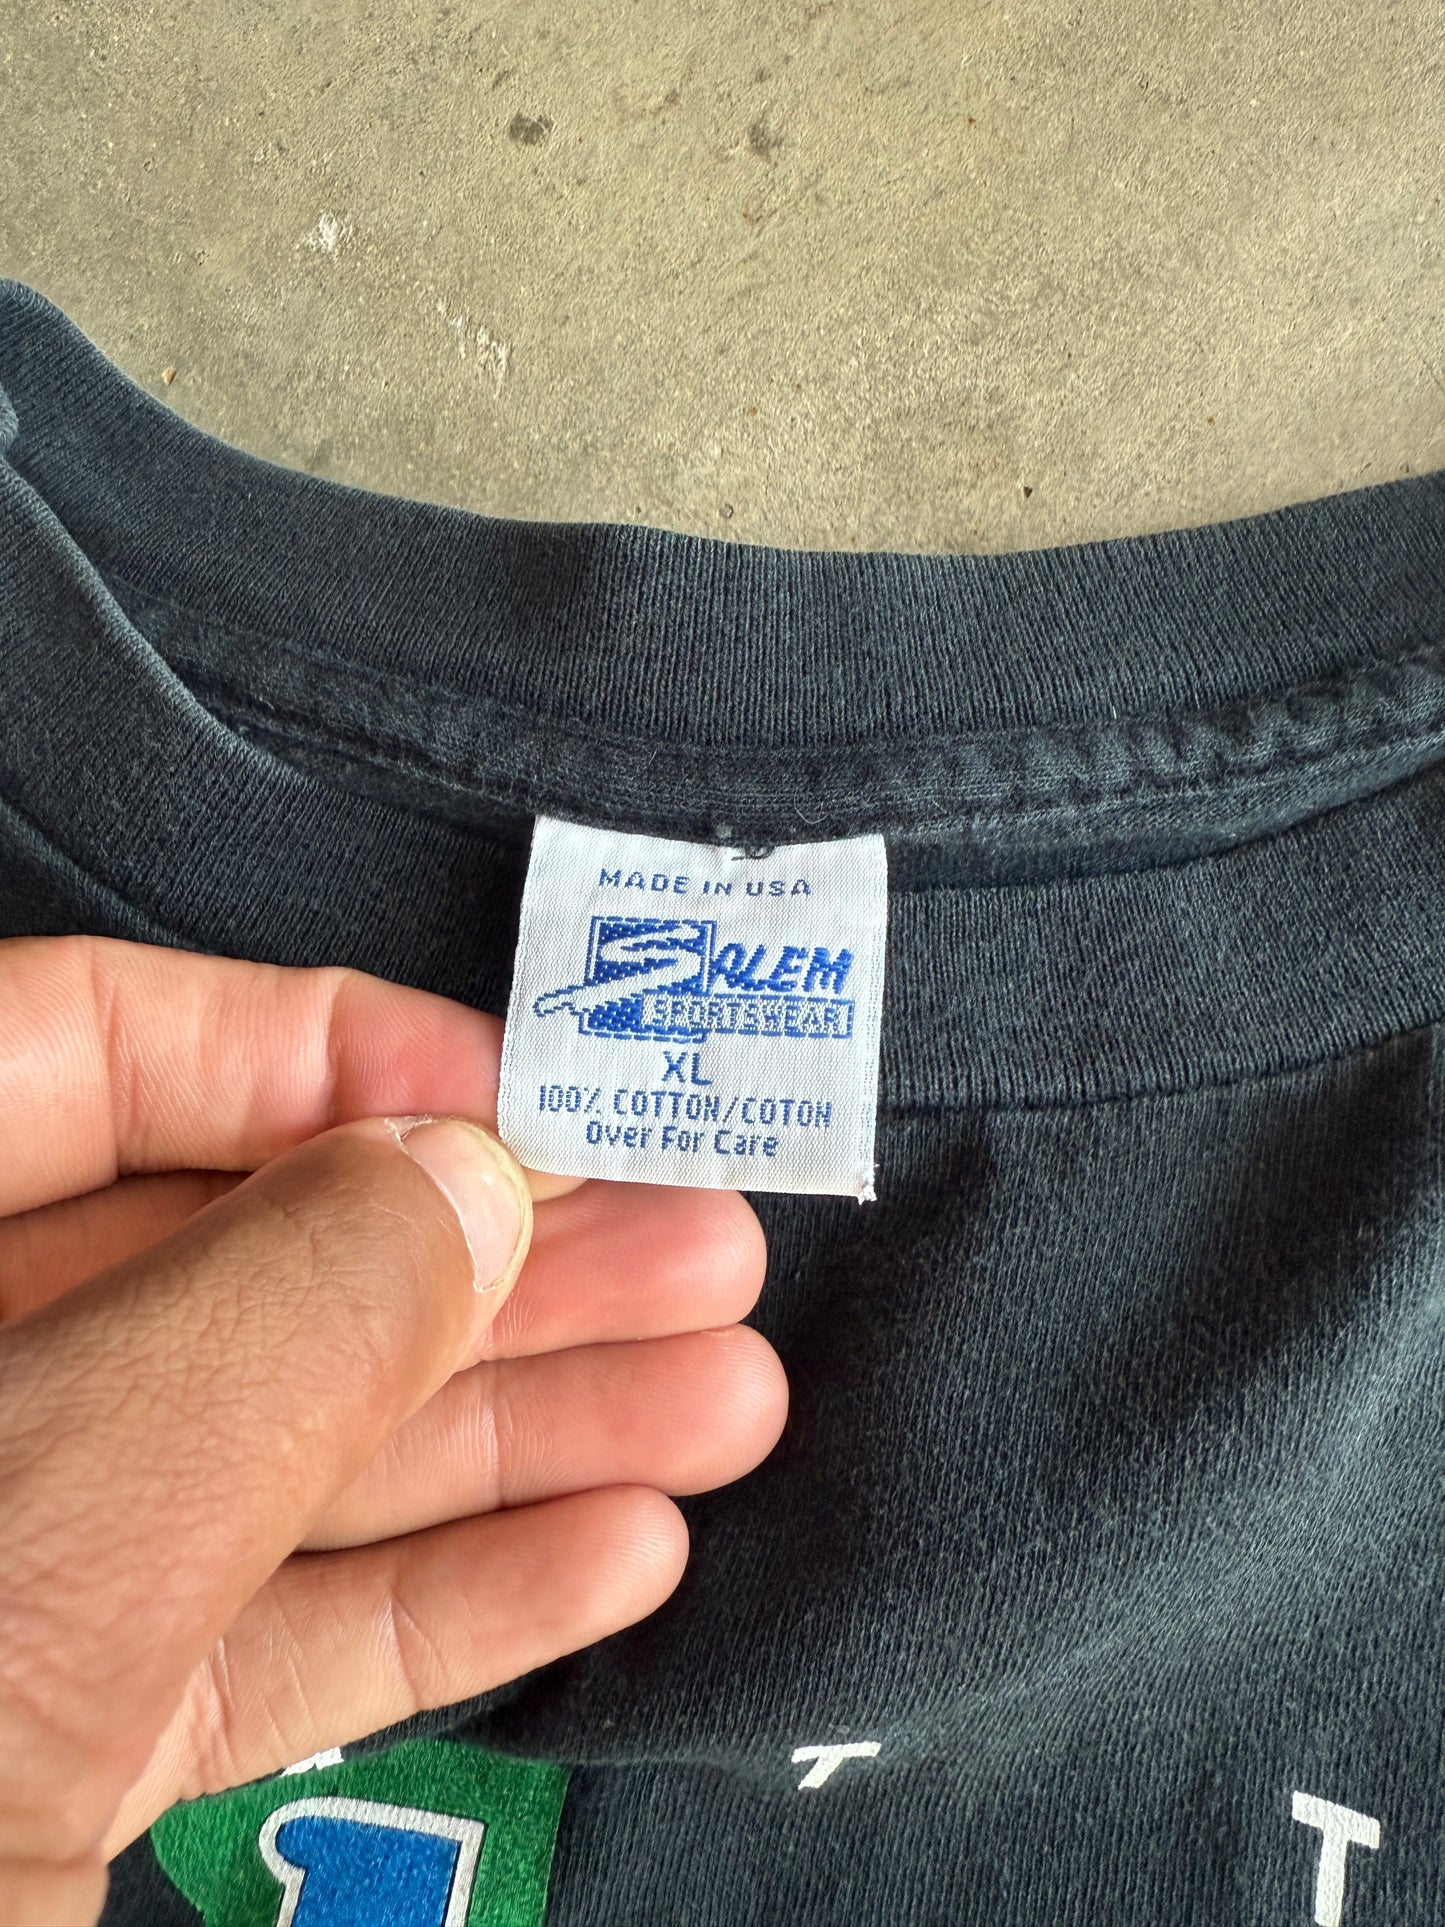 MADE IN USA
SALEM
SPORTSWEAR
XL
100% COTTON/COTON
Over For Care
T
T